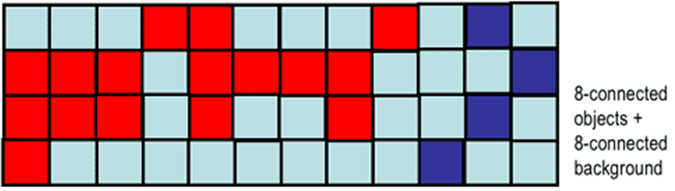 8-connected
objects +
8-connected
background